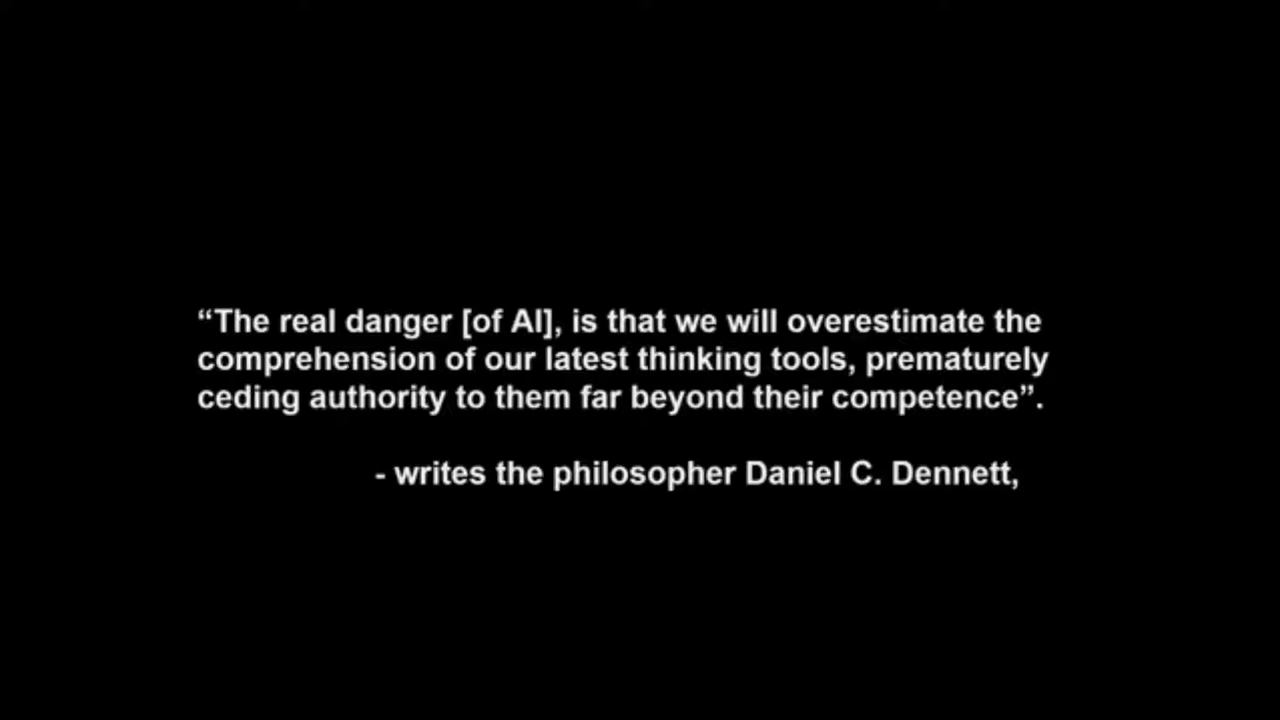 “The real danger [of AI], is that we will overestimate the
comprehension of our latest thinking tools, prematurely
ceding authority to them far beyond their competence”.
- writes the philosopher Daniel C. Dennett,